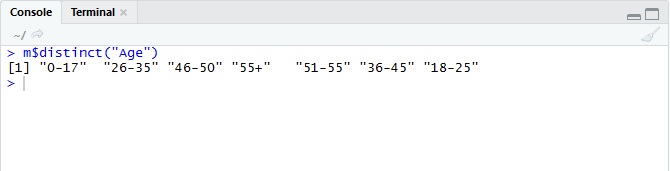 Console Terminal ×
~/
> m$distinct("Age")
[1] "0-17"  "26-35" "46-50" "55+"   "51-55" "36-45" "18-25"
>